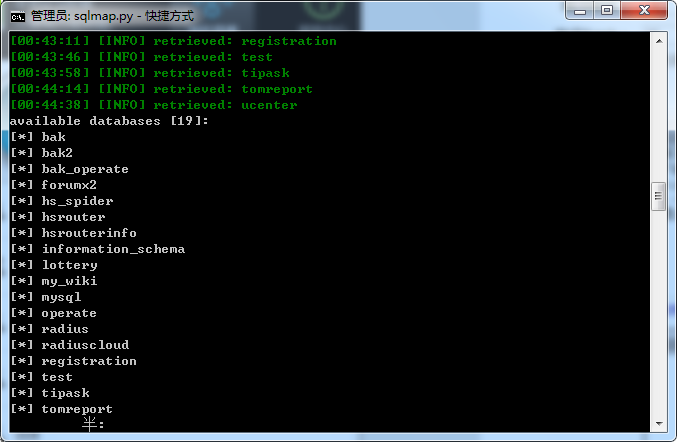 管理员: sqlmap.py - 快捷方式
[00:43:11] [INFO] retrieved: registration
[00:43:46] [INFO] retrieved: test
[00:43:58] [INFO] retrieved: tipask
[00:44:14] [INFO] retrieved: tomreport
[00:44:38] [INFO] retrieved: ucenter
available databases [19]:
[*] bak
[*] bak2
[*] bak_operate
[*] forumx2
[*] hs_spider
[*] hsrouter
[*] hsrouterinfo
[*] information_schema
[*] lottery
[*] my_wiki
[*] mysql
[*] operate
[*] radius
[*] radiuscloud
[*] registration
[*] test
[*] tipask
[*] tomreport
半: